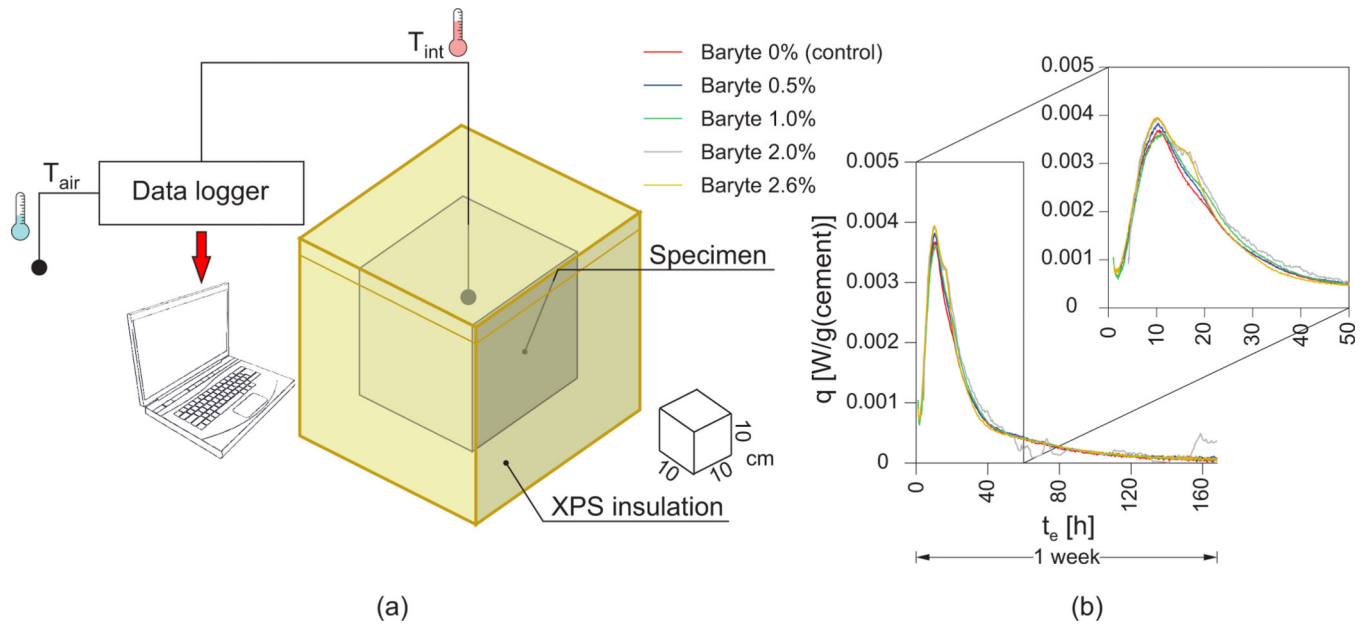 T_int
T_air
Data logger
Specimen
XPS insulation
10
10
10
cm
Baryte 0% (control)
Baryte 0.5%
Baryte 1.0%
Baryte 2.0%
Baryte 2.6%
q [W/g(cement)]
0.005
0.004
0.003
0.002
0.001
0
0
40
80
120
160
t_e [h]
1 week
0.005
0.004
0.003
0.002
0.001
0
0
10
20
30
40
50
(a)
(b)